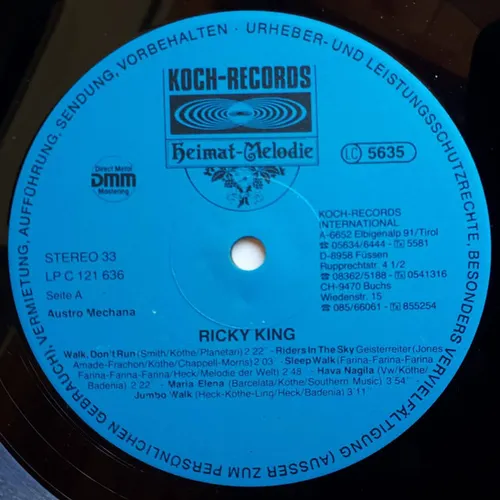 GEBRAUCH) VERMIETUNG, AUFFÜHRUNG, SENDUNG, VORBEHALTEN · URHEBER- UND LEISTUNGSSCHUTZRECHTE, BESONDERS VERVIELFÄLTIGUNG (AUSSER ZUM PERSÖNLICHEN
KOCH-RECORDS
Heimat-Melodie
LC 5635
Direct Metal
DMM
Mastering
KOCH-RECORDS
INTERNATIONAL
A-6652 Elbigenalp 91/Tirol
☎ 05634/6444 - 5581
D-8958 Füssen
Rupprechtstr. 4 1/2
☎ 08362/5188 - 0541316
CH-9470 Buchs
Wiedenstr. 15
☎ 085/66061 - 855254
STEREO 33
LP C 121 636
Seite A
Austro Mechana
RICKY KING
Walk, Don't Run (Smith/Köthe/Planetary) 2'22" · Riders In The Sky Geisterreiter (Jones
Amade-Frachon/Köthe/Chappell-Morna) 2'03" · Sleep Walk (Farina-Farina-Farina
Farina-Farina-Farina/Heck/Melodie der Welt) 2'48" · Hava Nagila (Vw/Köthe/
Badenia) 2'22" · Maria Elena (Barcelata/Köthe/Southern Music) 3'54" ·
Jumbo Walk (Heck-Köthe-Ling/Heck/Badenia) 3'11"